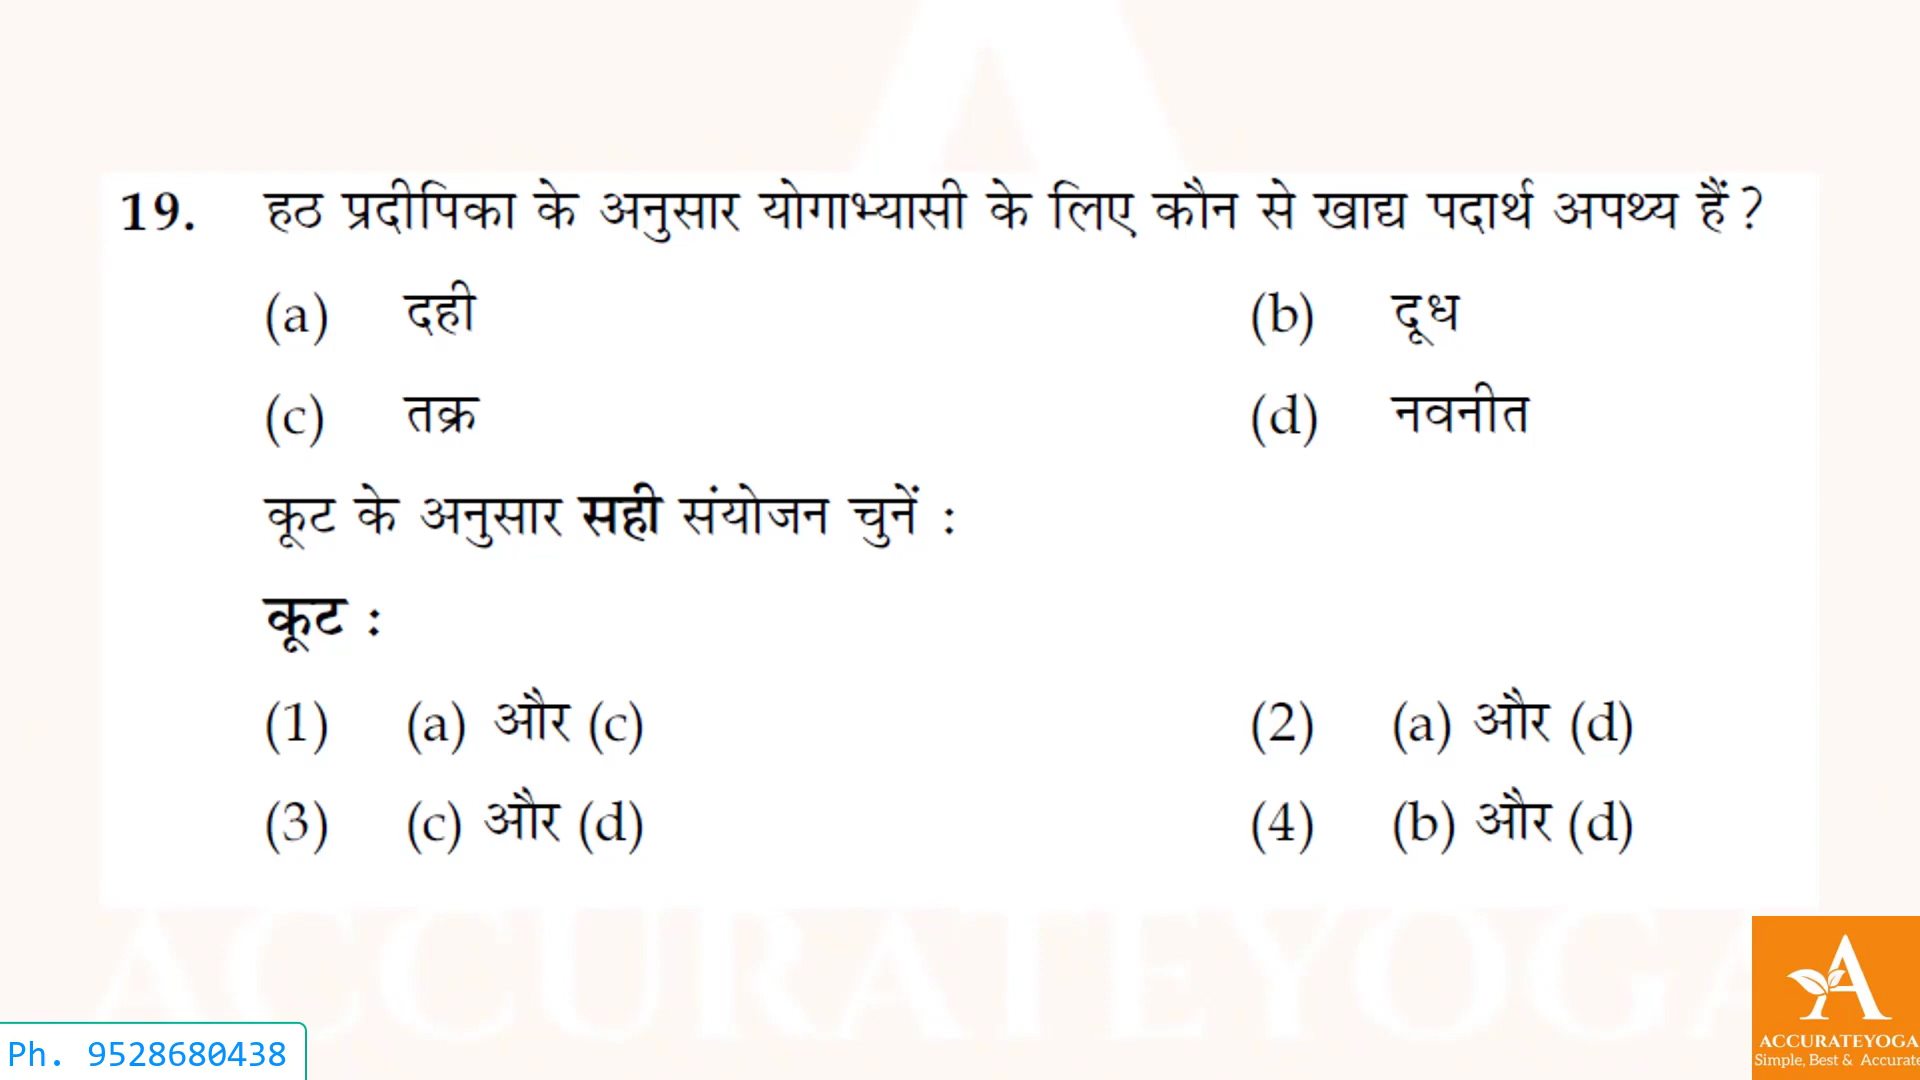 19. हठ प्रदीपिका के अनुसार योगाभ्यासी के लिए कौन से खाद्य पदार्थ अपथ्य हैं?
(a) दही (b) दूध
(c) तक्र (d) नवनीत
कूट के अनुसार सही संयोजन चुनें :
कूट :
(1) (a) और (c) (2) (a) और (d)
(3) (c) और (d) (4) (b) और (d)
ACCURATEYOGA
Ph. 9528680438
ACCURATEYOGA
Simple, Best & Accurate